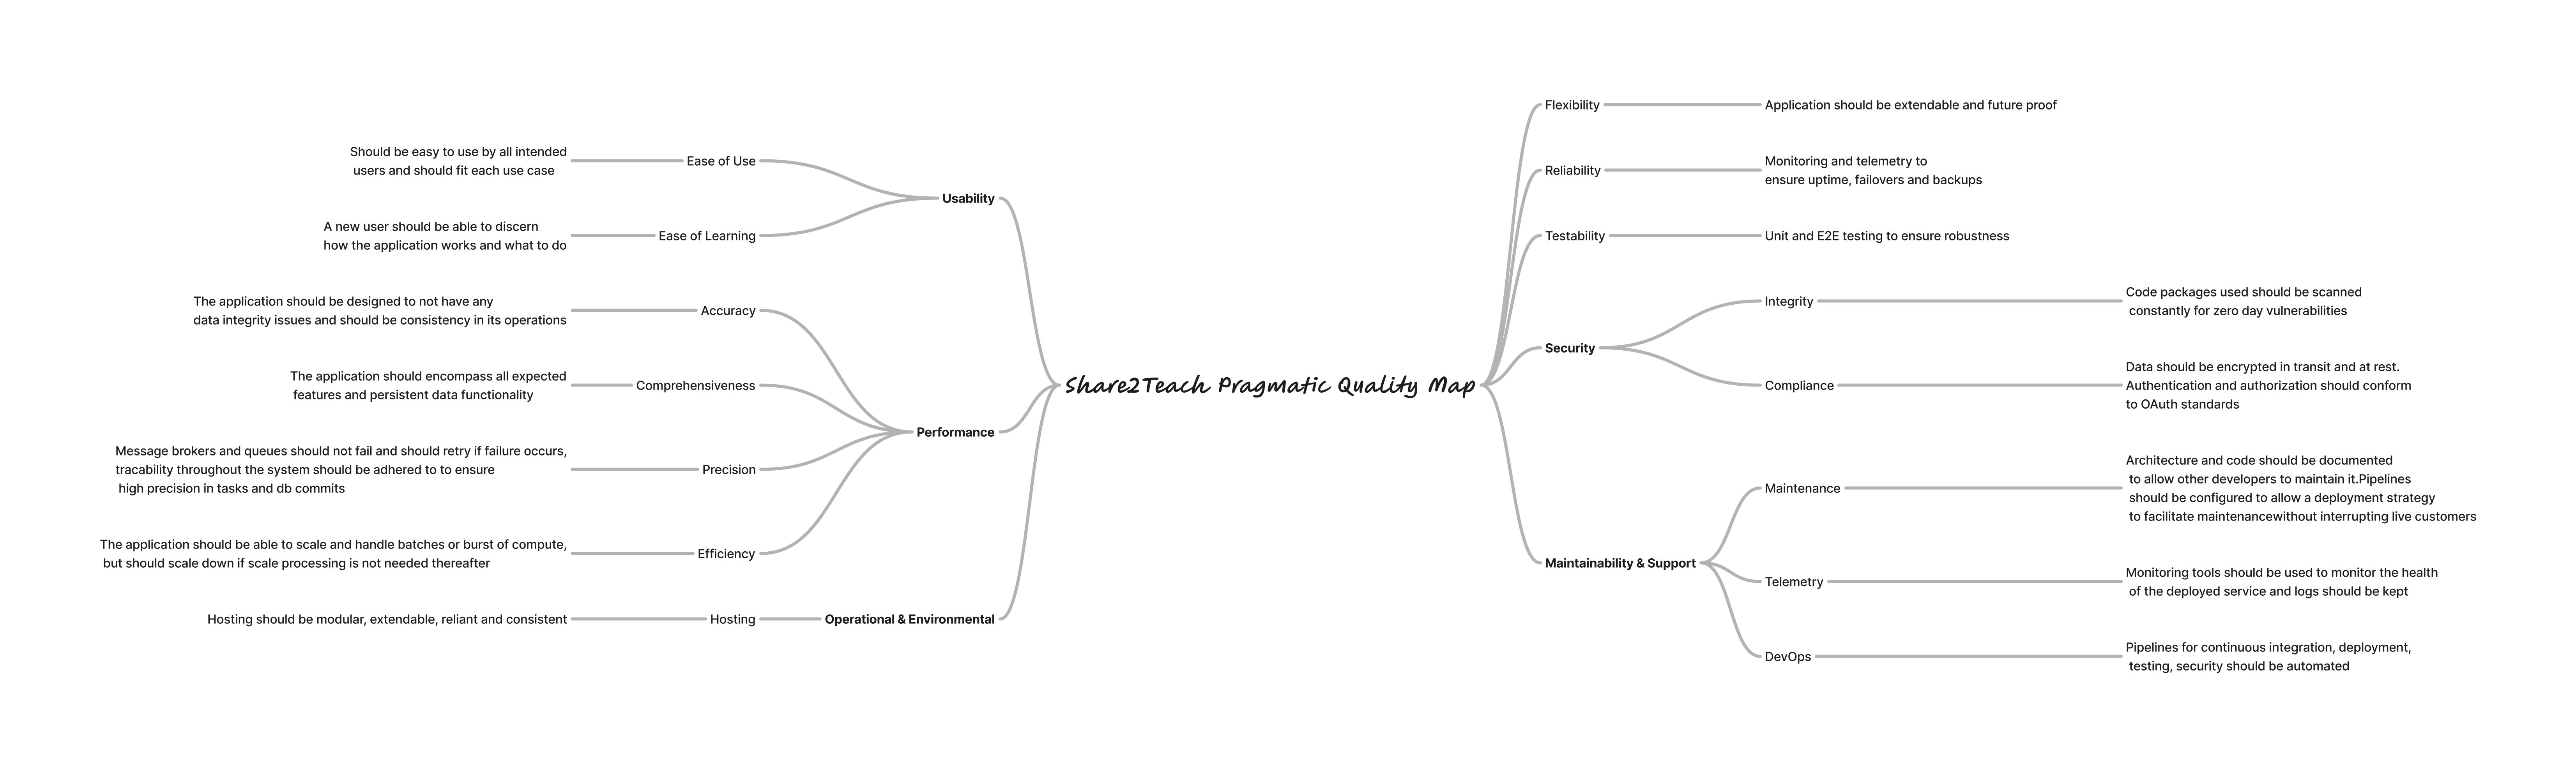 Share2Teach Pragmatic Quality Map
Usability
Ease of Use
Should be easy to use by all intended
users and should fit each use case
Ease of Learning
A new user should be able to discern
how the application works and what to do
Performance
Accuracy
The application should be designed to not have any
data integrity issues and should be consistency in its operations
Comprehensiveness
The application should encompass all expected
features and persistent data functionality
Precision
Message brokers and queues should not fail and should retry if failure occurs,
tracability throughout the system should be adhered to to ensure
high precision in tasks and db commits
Efficiency
The application should be able to scale and handle batches or burst of compute,
but should scale down if scale processing is not needed thereafter
Operational & Environmental
Hosting
Hosting should be modular, extendable, reliant and consistent
Flexibility
Application should be extendable and future proof
Reliability
Monitoring and telemetry to
ensure uptime, failovers and backups
Testability
Unit and E2E testing to ensure robustness
Security
Integrity
Code packages used should be scanned
constantly for zero day vulnerabilities
Compliance
Data should be encrypted in transit and at rest.
Authentication and authorization should conform
to OAuth standards
Maintainability & Support
Maintenance
Architecture and code should be documented
to allow other developers to maintain it.Pipelines
should be configured to allow a deployment strategy
to facilitate maintenancewithout interrupting live customers
Telemetry
Monitoring tools should be used to monitor the health
of the deployed service and logs should be kept
DevOps
Pipelines for continuous integration, deployment,
testing, security should be automated